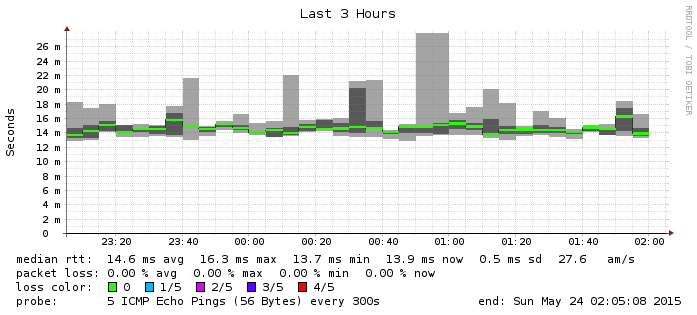 Last 3 Hours
RRDTOOL / TOBI OETIKER
Seconds
26 m
24 m
22 m
20 m
18 m
16 m
14 m
12 m
10 m
8 m
6 m
4 m
2 m
0
23:20 23:40 00:00 00:20 00:40 01:00 01:20 01:40 02:00
median rtt: 14.6 ms avg 16.3 ms max 13.7 ms min 13.9 ms now 0.5 ms sd 27.6 am/s
packet loss: 0.00 % avg 0.00 % max 0.00 % min 0.00 % now
loss color: 0 1/5 2/5 3/5 4/5
probe: 5 ICMP Echo Pings (56 Bytes) every 300s end: Sun May 24 02:05:08 2015